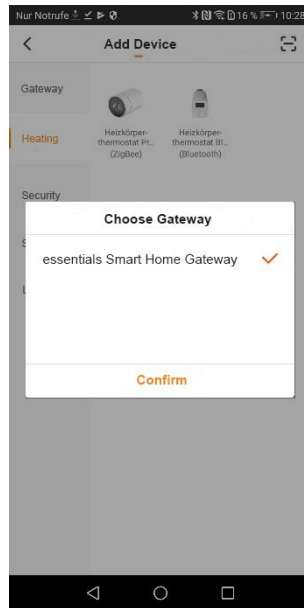 Nur Notrufe 16 % 10:28
Add Device
Gateway
Heating
Heizkörper-
thermostat Pr...
(ZigBee)
Heizkörper-
thermostat Bl...
(Bluetooth)
Security
Choose Gateway
essentials Smart Home Gateway
Confirm